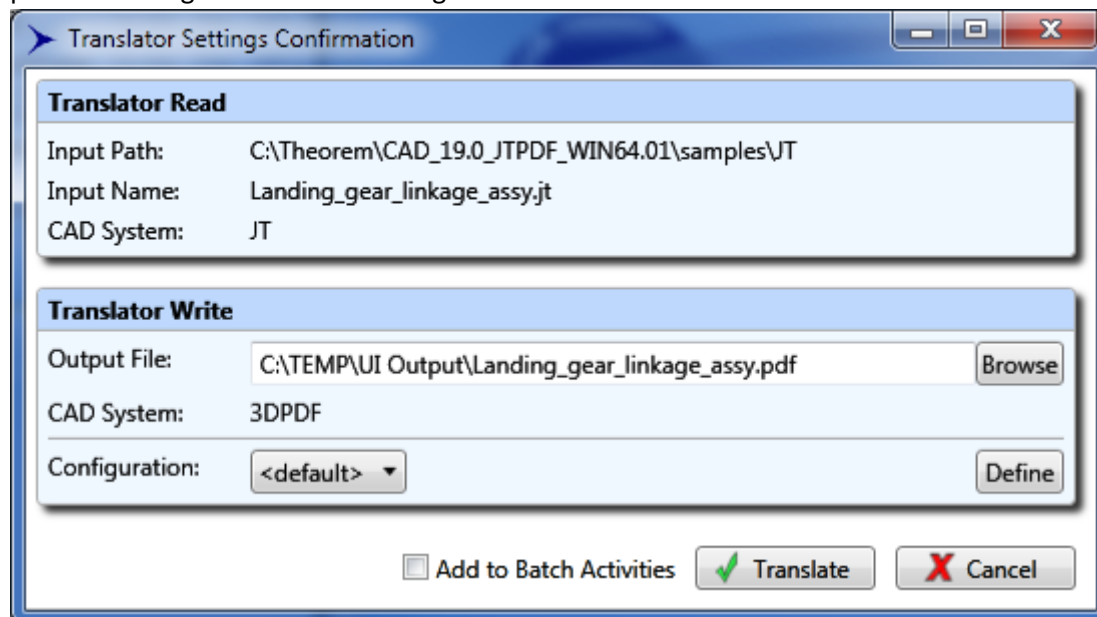 Translator Settings Confirmation
Translator Read
Input Path: C:\Theorem\CAD_19.0_JTPDF_WIN64.01\samples\JT
Input Name: Landing_gear_linkage_assy.jt
CAD System: JT
Translator Write
Output File: C:\TEMP\UI Output\Landing_gear_linkage_assy.pdf Browse
CAD System: 3DPDF
Configuration: <default> Define
Add to Batch Activities Translate Cancel